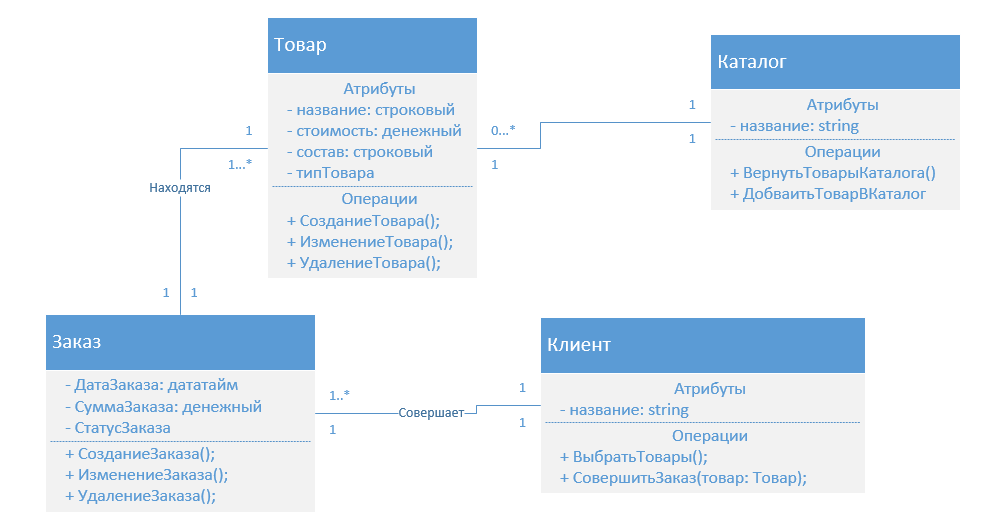 Товар
Атрибуты
- название: строковый
- стоимость: денежный
- состав: строковый
- типТовара
Операции
+ СозданиеТовара();
+ ИзменениеТовара();
+ УдалениеТовара();
Каталог
Атрибуты
- название: string
Операции
+ ВернутьТоварыКаталога()
+ ДобваитьТоварВКаталог
0...*
1
1
1
1
1...*
Находятся
1
1
Заказ
- ДатаЗаказа: дататайм
- СуммаЗаказа: денежный
- СтатусЗаказа
+ СозданиеЗаказа();
+ ИзменениеЗаказа();
+ УдалениеЗаказа();
1..*
1
Совершает
1
1
Клиент
Атрибуты
- название: string
Операции
+ ВыбратьТовары();
+ СовершитьЗаказ(товар: Товар);